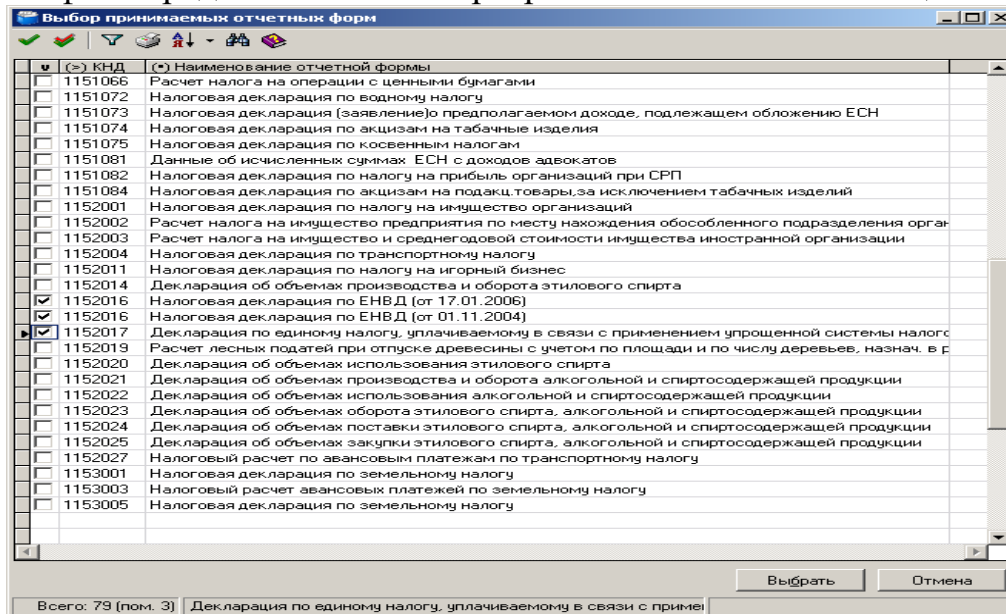 Выбор принимаемых отчетных форм
(>) КНД (•) Наименование отчетной формы
1151066 Расчет налога на операции с ценными бумагами
1151072 Налоговая декларация по водному налогу
1151073 Налоговая декларация (заявление)о предполагаемом доходе, подлежащем обложению ЕСН
1151074 Налоговая декларация по акцизам на табачные изделия
1151075 Налоговая декларация по косвенным налогам
1151081 Данные об исчисленных суммах ЕСН с доходов адвокатов
1151082 Налоговая декларация по налогу на прибыль организаций при СРП
1151084 Налоговая декларация по акцизам на подакц.товары,за исключением табачных изделий
1152001 Налоговая декларация по налогу на имущество организаций
1152002 Расчет налога на имущество предприятия по месту нахождения обособленного подразделения орган
1152003 Расчет налога на имущество и среднегодовой стоимости имущества иностранной организации
1152004 Налоговая декларация по транспортному налогу
1152011 Налоговая декларация по налогу на игорный бизнес
1152014 Декларация об объемах производства и оборота этилового спирта
1152016 Налоговая декларация по ЕНВД (от 17.01.2006)
1152016 Налоговая декларация по ЕНВД (от 01.11.2004)
1152017 Декларация по единому налогу, уплачиваемому в связи с применением упрощенной системы налого
1152019 Расчет лесных податей при отпуске древесины с учетом по площади и по числу деревьев, назнач. в р
1152020 Декларация об объемах использования этилового спирта
1152021 Декларация об объемах производства и оборота алкогольной и спиртосодержащей продукции
1152022 Декларация об объемах использования алкогольной и спиртосодержащей продукции
1152023 Декларация об объемах оборота этилового спирта, алкогольной и спиртосодержащей продукции
1152024 Декларация об объемах поставки этилового спирта, алкогольной и спиртосодержащей продукции
1152025 Декларация об объемах закупки этилового спирта, алкогольной и спиртосодержащей продукции
1152027 Налоговый расчет по авансовым платежам по транспортному налогу
1153001 Налоговая декларация по земельному налогу
1153003 Налоговый расчет авансовых платежей по земельному налогу
1153005 Налоговая декларация по земельному налогу
Выбрать Отмена
Всего: 79 (пом. 3) Декларация по единому налогу, уплачиваемому в связи с приме